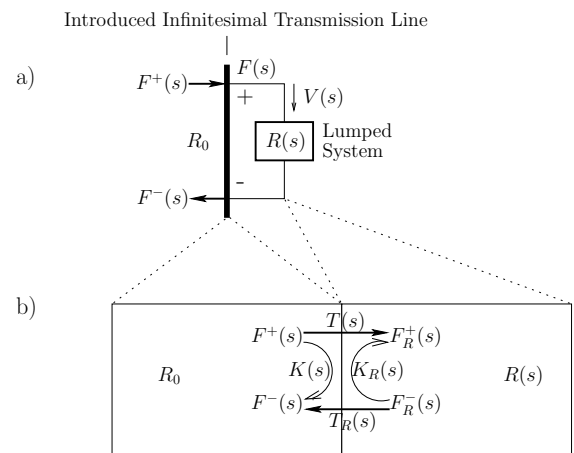 Introduced Infinitesimal Transmission Line
a)
F(s)
F⁺(s)
+
V(s)
R₀
R(s)
Lumped
System
-
F⁻(s)
b)
T(s)
F⁺(s)
F_R⁺(s)
R₀
K(s)
K_R(s)
R(s)
F⁻(s)
F_R⁻(s)
T_R(s)